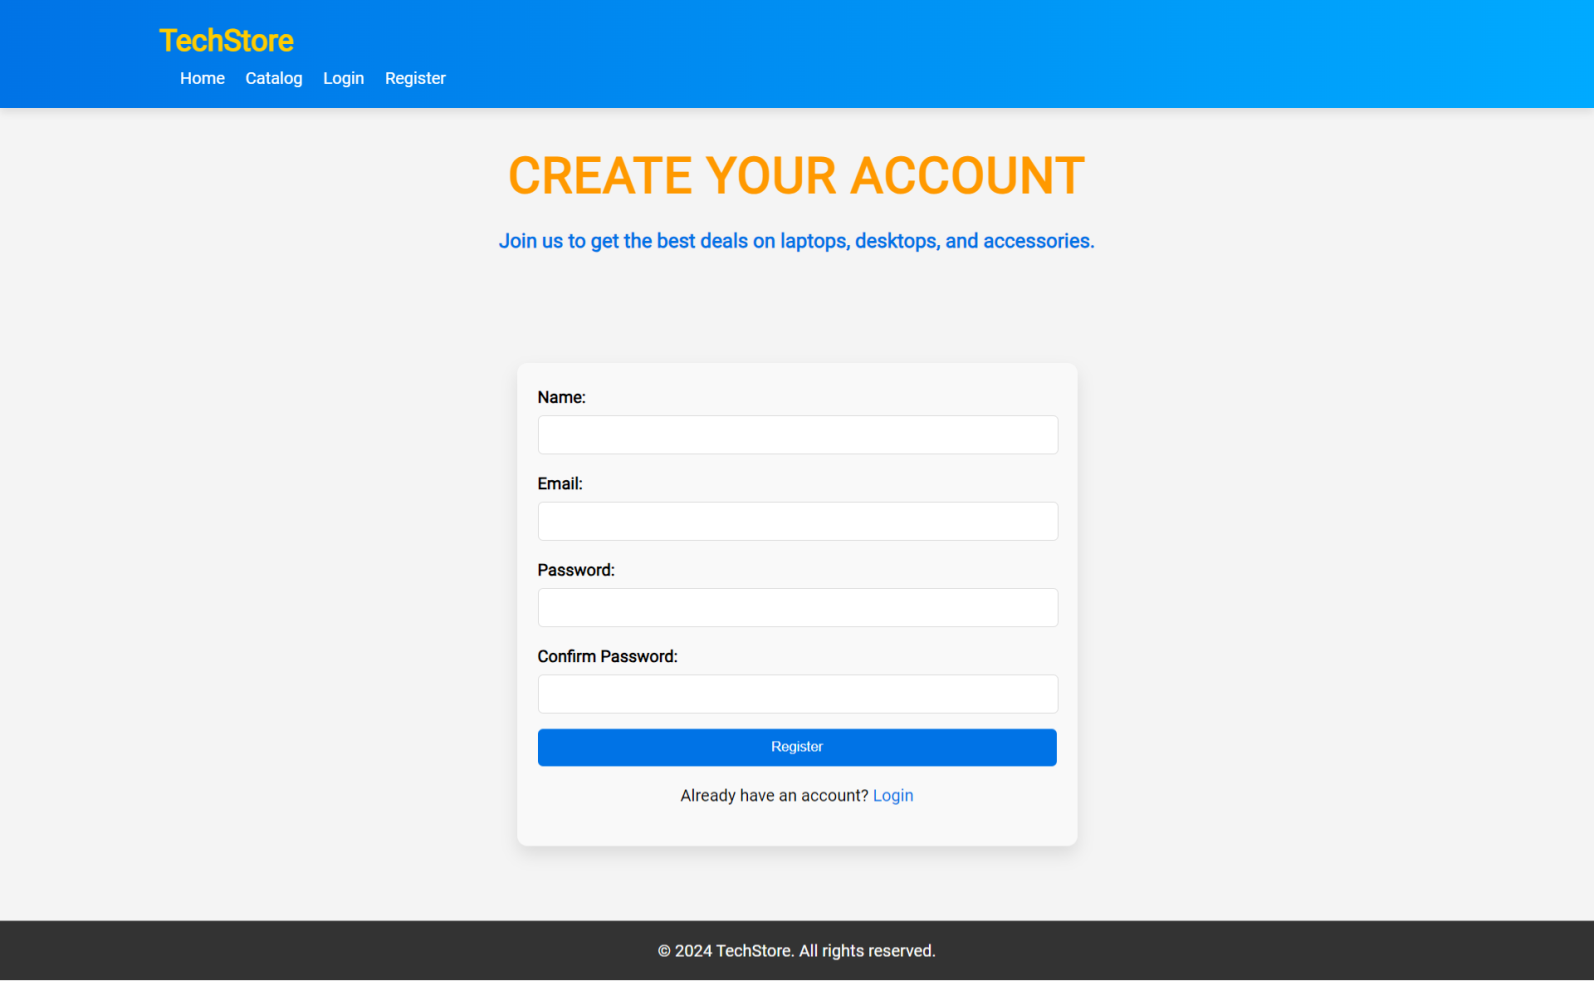 TechStore
Home Catalog Login Register
CREATE YOUR ACCOUNT
Join us to get the best deals on laptops, desktops, and accessories.
Name:
Email:
Password:
Confirm Password:
Register
Already have an account? Login
© 2024 TechStore. All rights reserved.